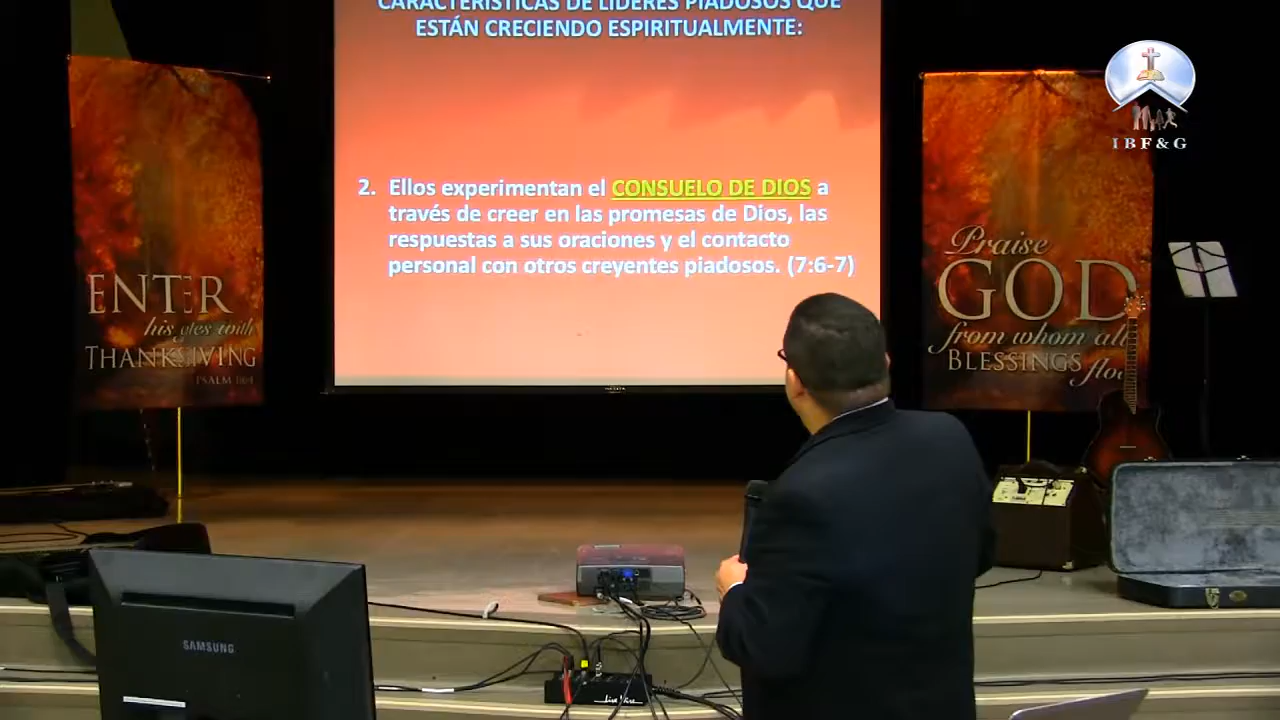 CARACTERÍSTICAS DE LÍDERES PIADOSOS QUE
ESTÁN CRECIENDO ESPIRITUALMENTE:
2. Ellos experimentan el CONSUELO DE DIOS a
través de creer en las promesas de Dios, las
respuestas a sus oraciones y el contacto
personal con otros creyentes piadosos. (7:6-7)
ENTER
his gates with
THANKSGIVING
PSALM 100:4
Praise
GOD
from whom all
BLESSINGS
flow
IBF&G
SAMSUNG